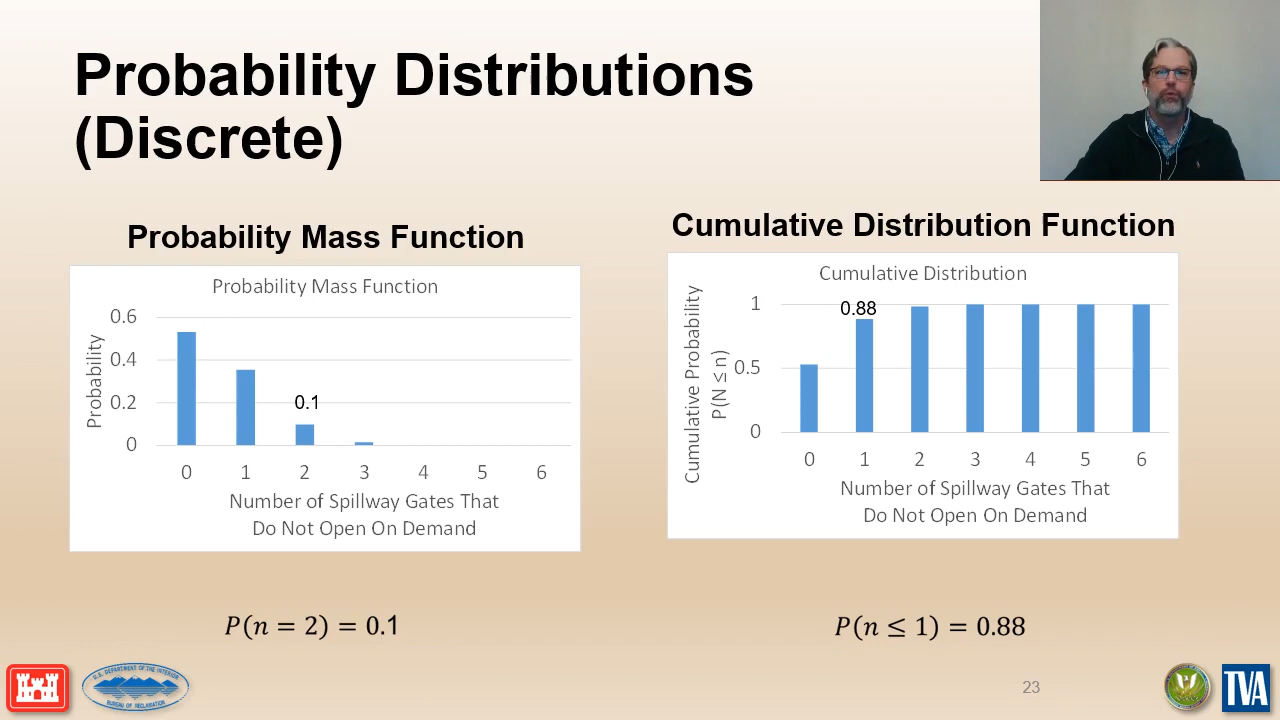 Probability Distributions
(Discrete)
Probability Mass Function
Probability Mass Function
Probability
0.6
0.4
0.2
0
0.1
0 1 2 3 4 5 6
Number of Spillway Gates That
Do Not Open On Demand
P(n = 2) = 0.1
Cumulative Distribution Function
Cumulative Distribution
Cumulative Probability
P(N ≤ n)
1
0.5
0
0.88
0 1 2 3 4 5 6
Number of Spillway Gates That
Do Not Open On Demand
P(n ≤ 1) = 0.88
U.S. DEPARTMENT OF THE INTERIOR
BUREAU OF RECLAMATION
23
TVA